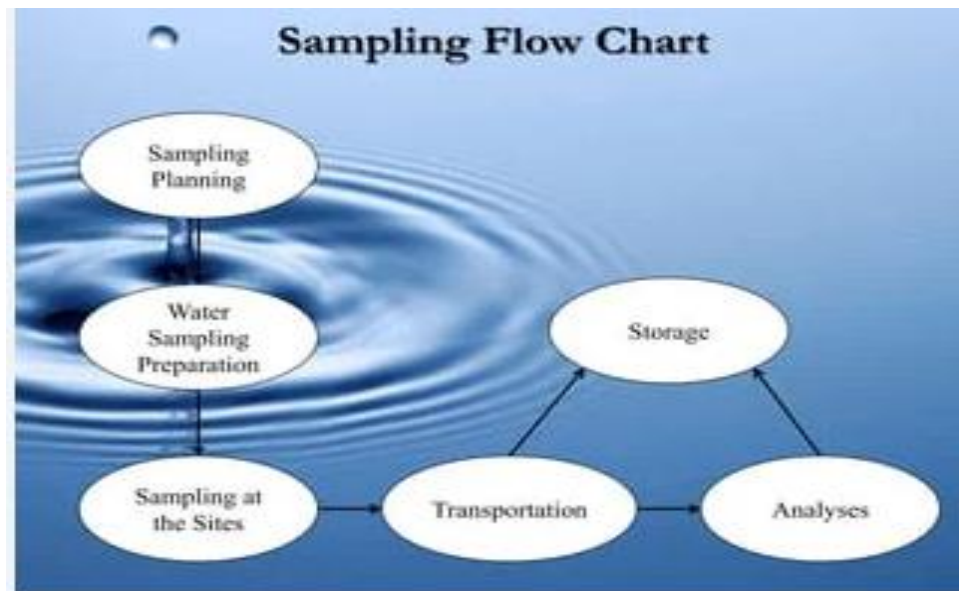 Sampling Flow Chart
Sampling
Planning
Water
Sampling
Preparation
Storage
Sampling at
the Sites
Transportation
Analyses